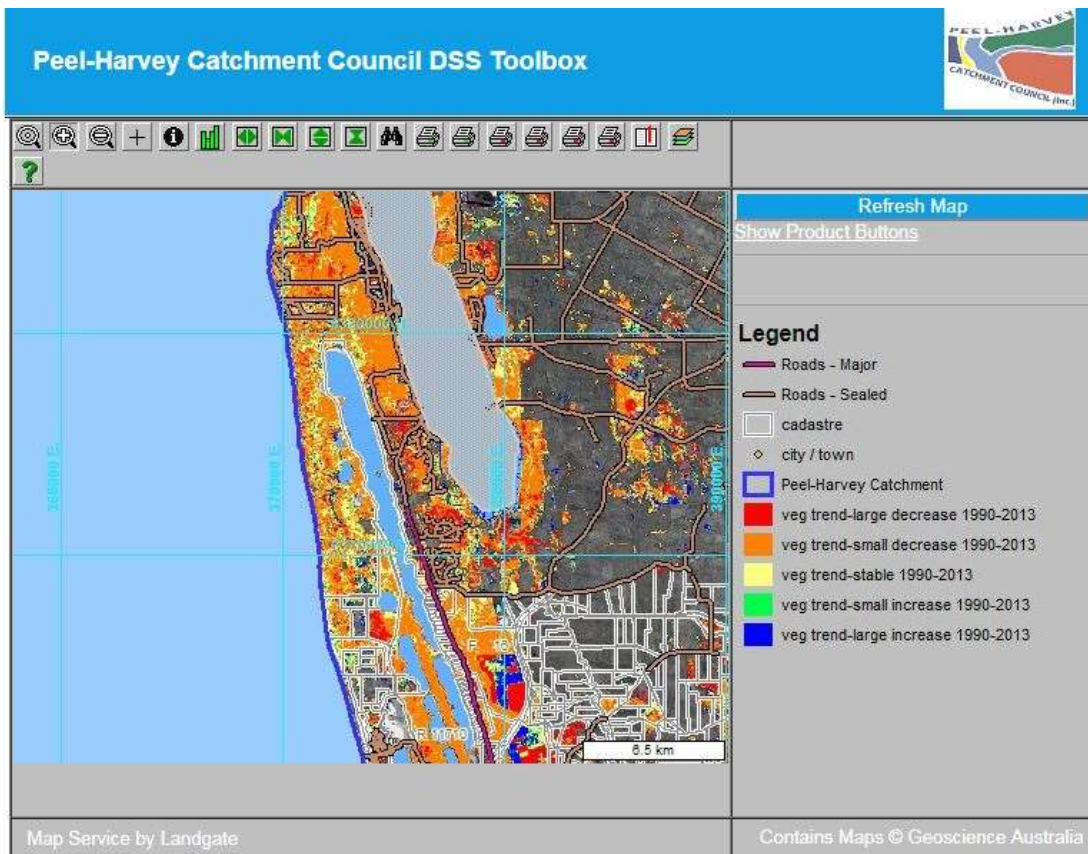 Peel-Harvey Catchment Council DSS Toolbox
PEEL-HARVEY
CATCHMENT COUNCIL (Inc.)
Refresh Map
Show Product Buttons
Legend
Roads - Major
Roads - Sealed
cadastre
city / town
Peel-Harvey Catchment
veg trend-large decrease 1990-2013
veg trend-small decrease 1990-2013
veg trend-stable 1990-2013
veg trend-small increase 1990-2013
veg trend-large increase 1990-2013
390000 E.
R 11710
6.5 km
Map Service by Landgate
Contains Maps © Geoscience Australia